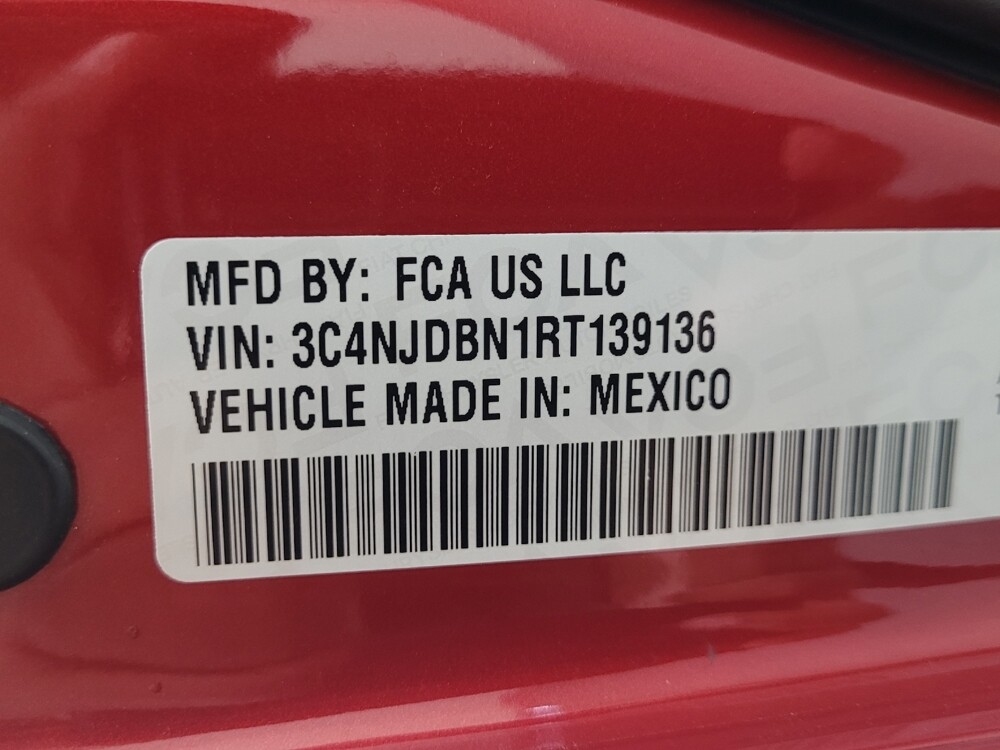 MFD BY: FCA US LLC
VIN: 3C4NJDBN1RT139136
VEHICLE MADE IN: MEXICO